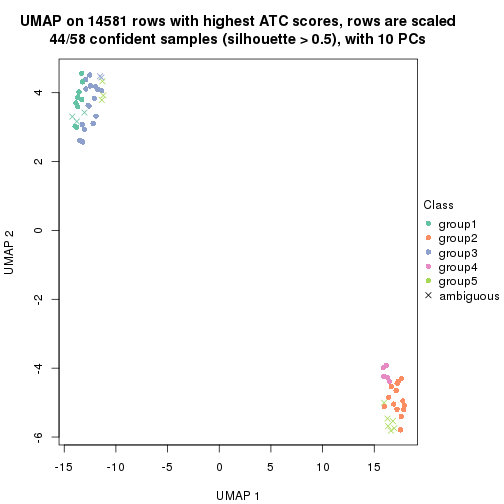 UMAP on 14581 rows with highest ATC scores, rows are scaled
44/58 confident samples (silhouette > 0.5), with 10 PCs
4
2
0
-2
-4
-6
UMAP 2
-15
-10
-5
0
5
10
15
UMAP 1
Class
group1
group2
group3
group4
group5
ambiguous